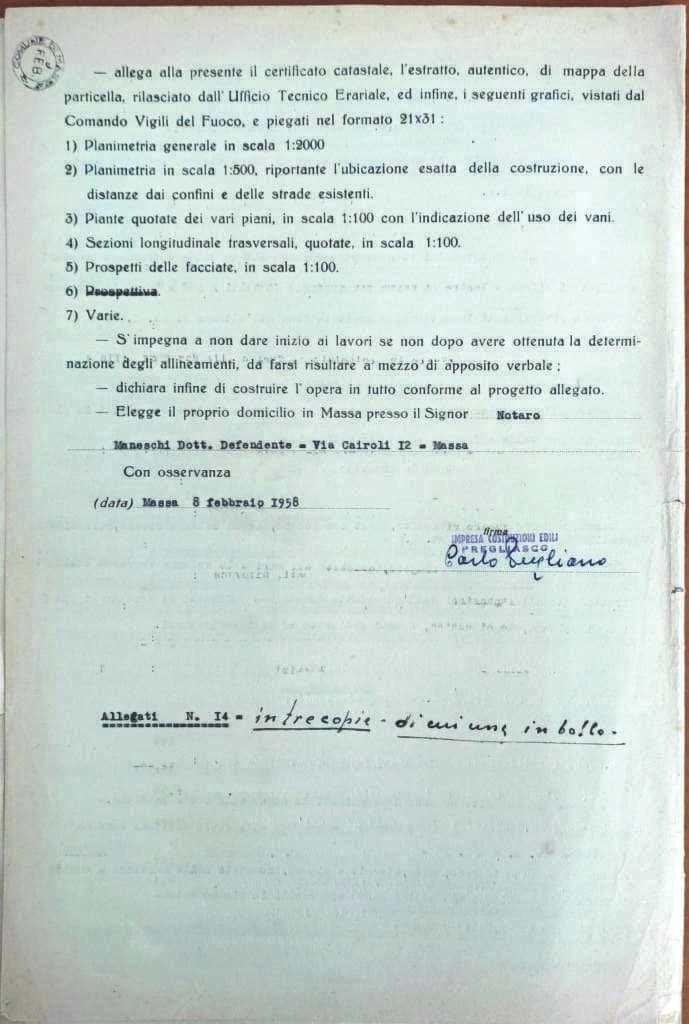 COMUNE DI MASSA
FEB
— allega alla presente il certificato catastale, l'estratto, autentico, di mappa della
particella, rilasciato dall'Ufficio Tecnico Erariale, ed infine, i seguenti grafici, vistati dal
Comando Vigili del Fuoco, e piegati nel formato 21x31 :
1) Planimetria generale in scala 1:2000
2) Planimetria in scala 1:500, riportante l'ubicazione esatta della costruzione, con le
distanze dai confini e delle strade esistenti.
3) Piante quotate dei vari piani, in scala 1:100 con l'indicazione dell'uso dei vani.
4) Sezioni longitudinale trasversali, quotate, in scala 1:100.
5) Prospetti delle facciate, in scala 1:100.
6) Prospettiva.
7) Varie.
— S'impegna a non dare inizio ai lavori se non dopo avere ottenuta la determi-
nazione degli allineamenti, da farsi risultare a mezzo di apposito verbale ;
— dichiara infine di costruire l'opera in tutto conforme al progetto allegato.
— Elegge il proprio domicilio in Massa presso il Signor Notaro
Maneschi Dott. Defendente = Via Cairoli I2 = Massa
Con osservanza
(data) Massa 8 febbraio I958
firma
IMPRESA COSTRUZIONI EDILI
PREGLIASCO
Carlo
Allegati N. I4 = in tre copie - di cui una in bollo.